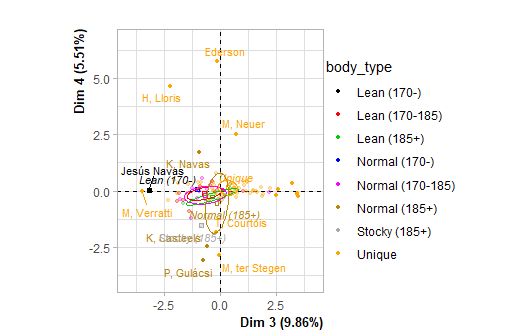 Dim 4 (5.51%)
5.0
2.5
0.0
-2.5
-2.5
0.0
2.5
Dim 3 (9.86%)
Ederson
H, Lloris
M, Neuer
K, Navas
Jesús Navas
Lean (170-)
Unique
M, Verratti
Normal (185+)
Courtois
K, Casteels
Stocky (185+)
M, ter Stegen
P, Gulácsi
body_type
Lean (170-)
Lean (170-185)
Lean (185+)
Normal (170-)
Normal (170-185)
Normal (185+)
Stocky (185+)
Unique